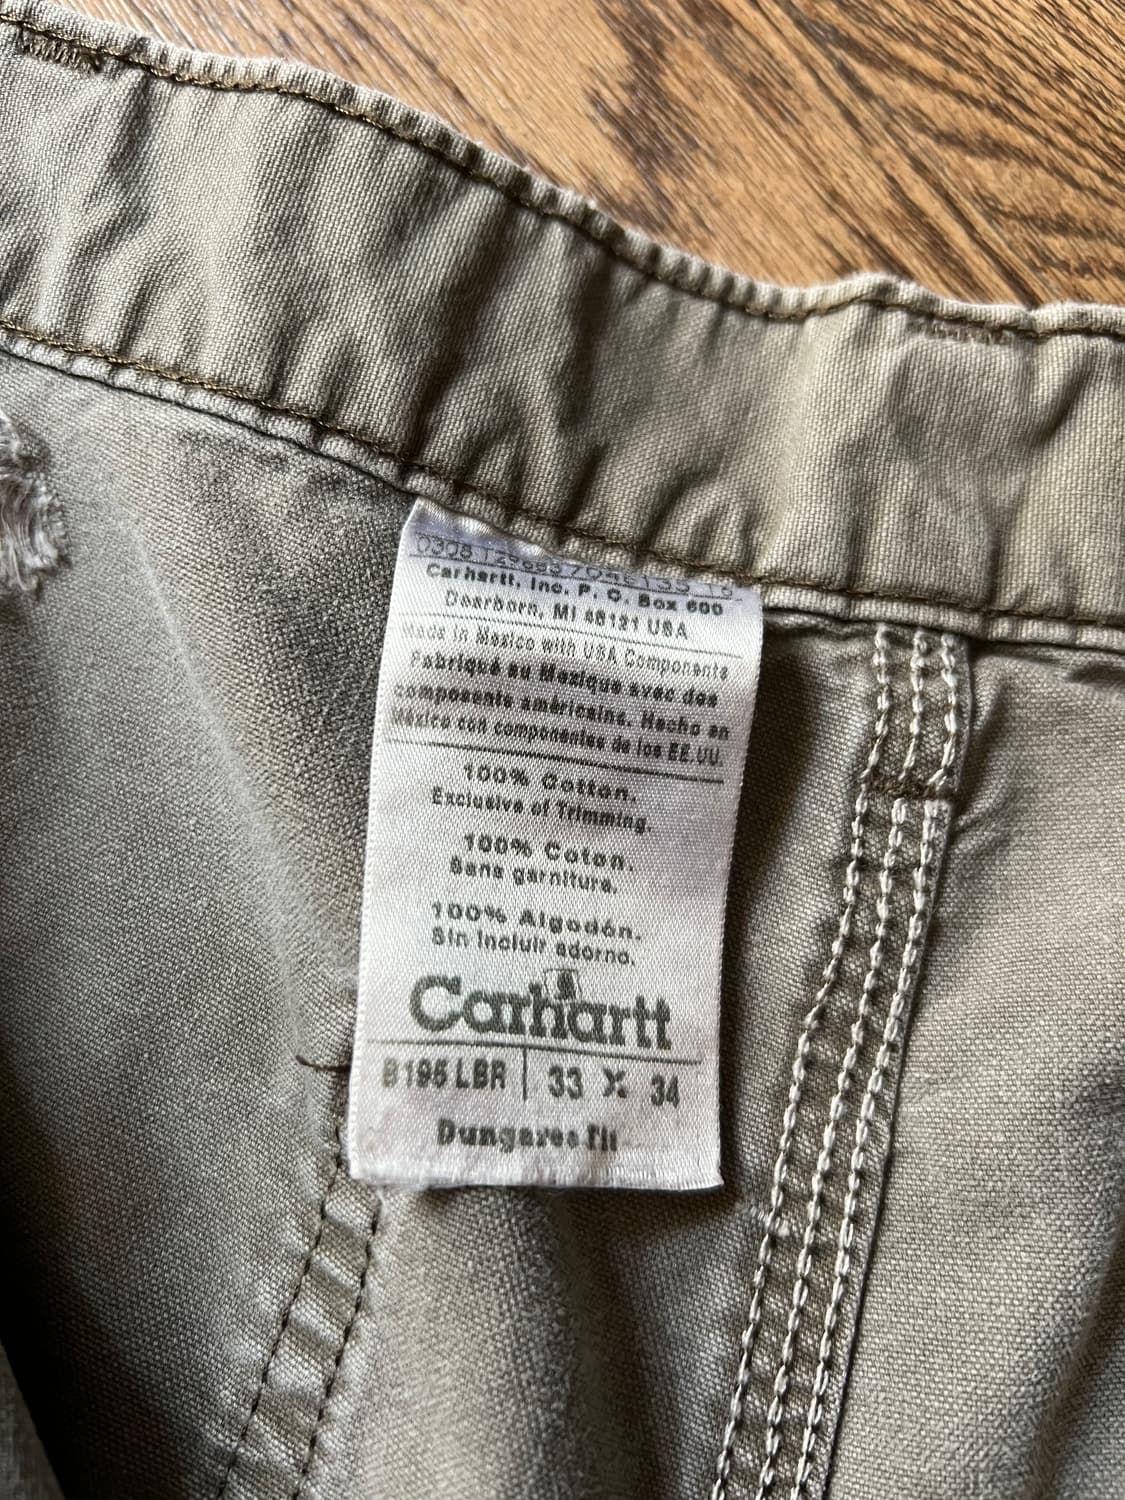 Carhartt, Inc. P. O. Box 600
Dearborn, MI 48121 USA
Made in Mexico with USA Components
Fabriqué au Mexique avec des
composants américains. Hecho en
México con componentes de los EE.UU.
100% Cotton.
Exclusive of Trimming.
100% Coton.
Sans garniture.
100% Algodón.
Sin incluir adorno.
Carhartt
B195 LBR | 33 X 34
Dungaree Fit